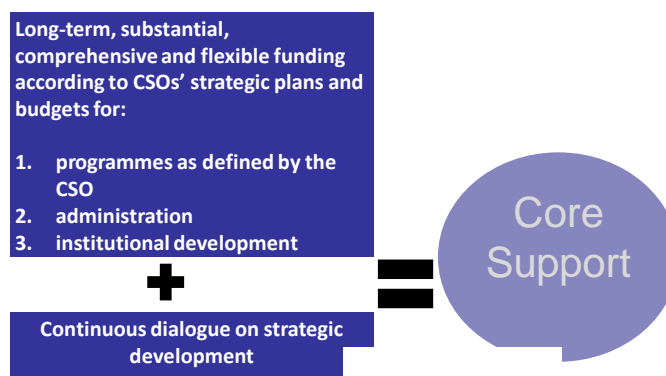 Long-term, substantial,
comprehensive and flexible funding
according to CSOs’ strategic plans and
budgets for:
1. programmes as defined by the
CSO
2. administration
3. institutional development
+
Continuous dialogue on strategic
development
=
Core
Support